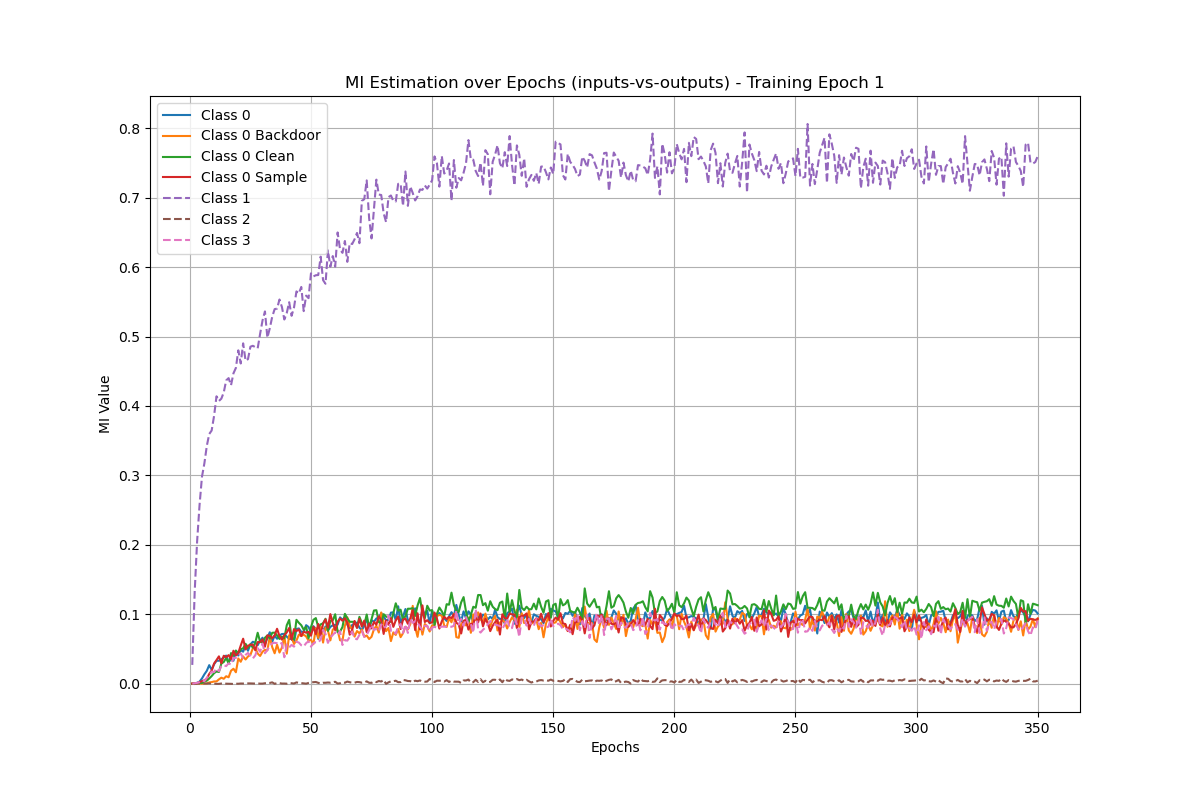 MI Estimation over Epochs (inputs-vs-outputs) - Training Epoch 1
Class 0
Class 0 Backdoor
Class 0 Clean
Class 0 Sample
Class 1
Class 2
Class 3
MI Value
0.8
0.7
0.6
0.5
0.4
0.3
0.2
0.1
0.0
0 50 100 150 200 250 300 350
Epochs